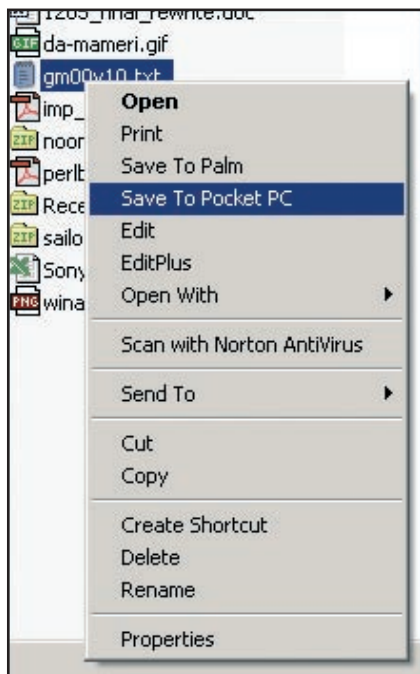 1205_final_rewrite.doc
da-mameri.gif
gm00v10.txt
imp_
noor
perlb
Rece
sailo
Sony
wina
Open
Print
Save To Palm
Save To Pocket PC
Edit
EditPlus
Open With
Scan with Norton AntiVirus
Send To
Cut
Copy
Create Shortcut
Delete
Rename
Properties